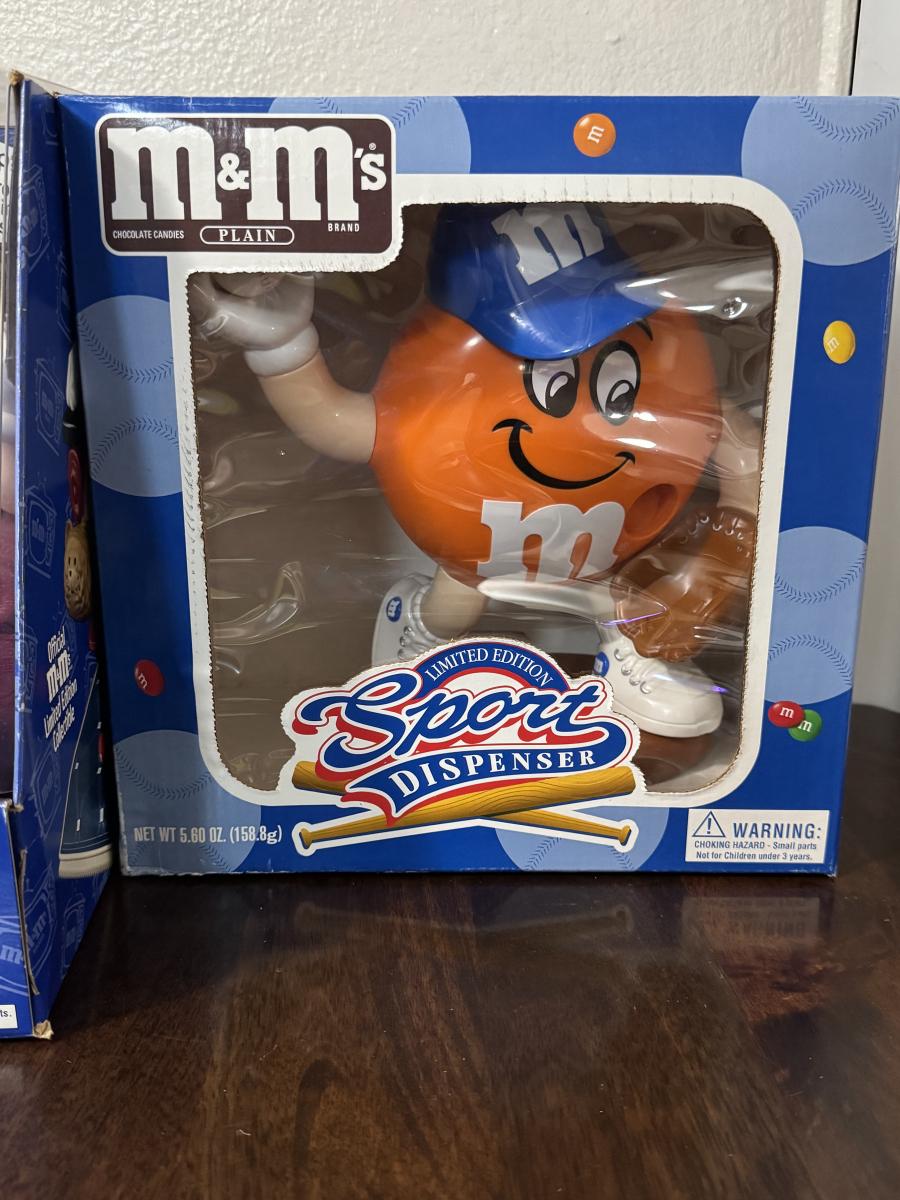 m&m's®
CHOCOLATE CANDIES PLAIN BRAND
m
m
m
m
LIMITED EDITION
Sport
DISPENSER
m
m
m
NET WT 5.60 OZ. (158.8g)
WARNING:
CHOKING HAZARD - Small parts
Not for Children under 3 years.
Official
m&m's
Limited Edition
Collectible
ts.